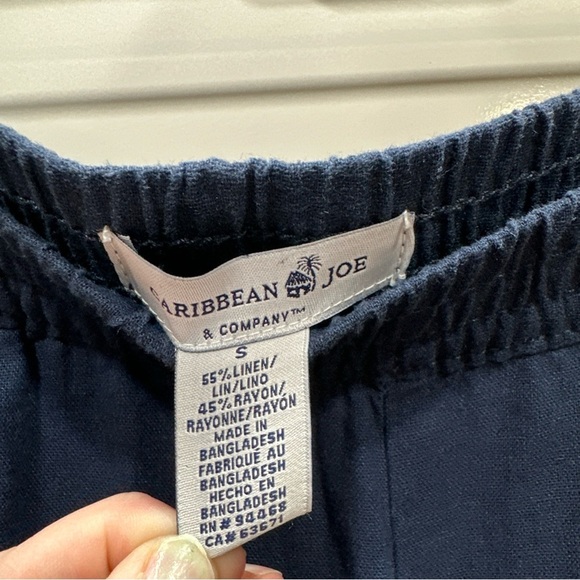 CARIBBEAN JOE
& COMPANY™
S
55% LINEN/
LIN/LINO
45% RAYON/
RAYONNE/RAYÓN
MADE IN
BANGLADESH
FABRIQUÉ AU
BANGLADESH
HECHO EN
BANGLADESH
RN# 94468
CA# 63671